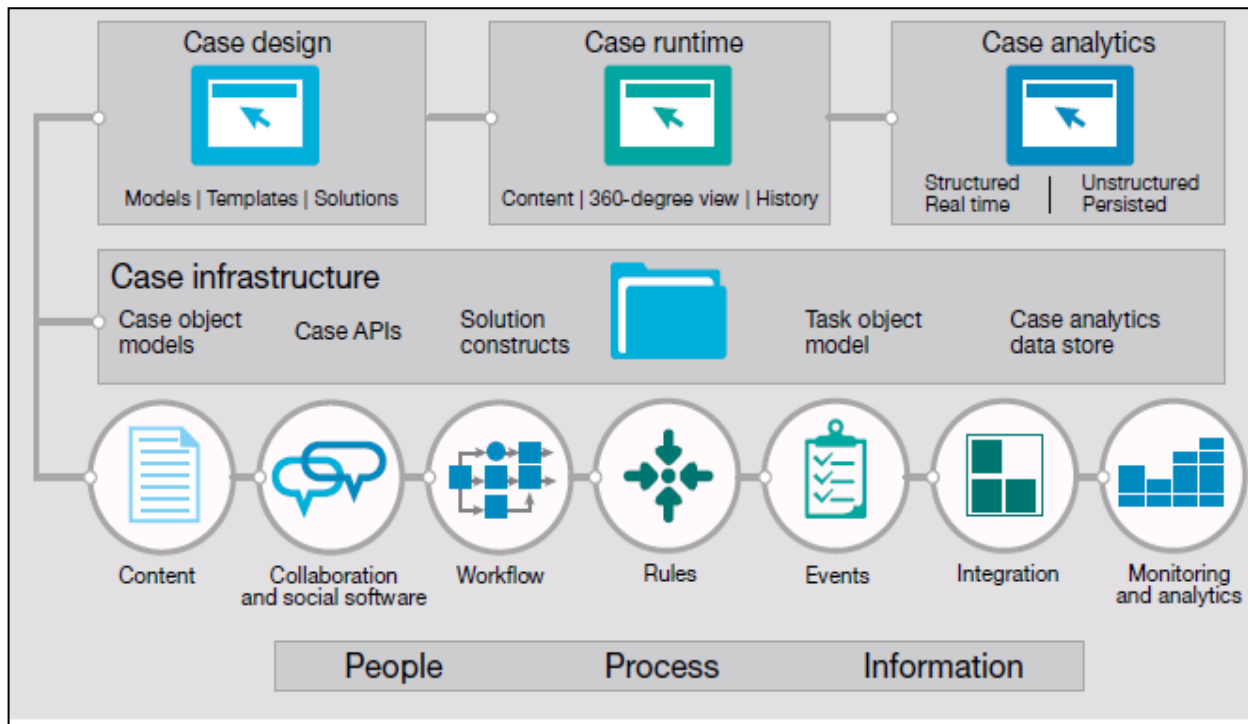 Case design
Case runtime
Case analytics
Models | Templates | Solutions
Content | 360-degree view | History
Structured
Real time
Unstructured
Persisted
Case infrastructure
Case object
models
Case APIs
Solution
constructs
Task object
model
Case analytics
data store
Content
Collaboration
and social software
Workflow
Rules
Events
Integration
Monitoring
and analytics
People
Process
Information